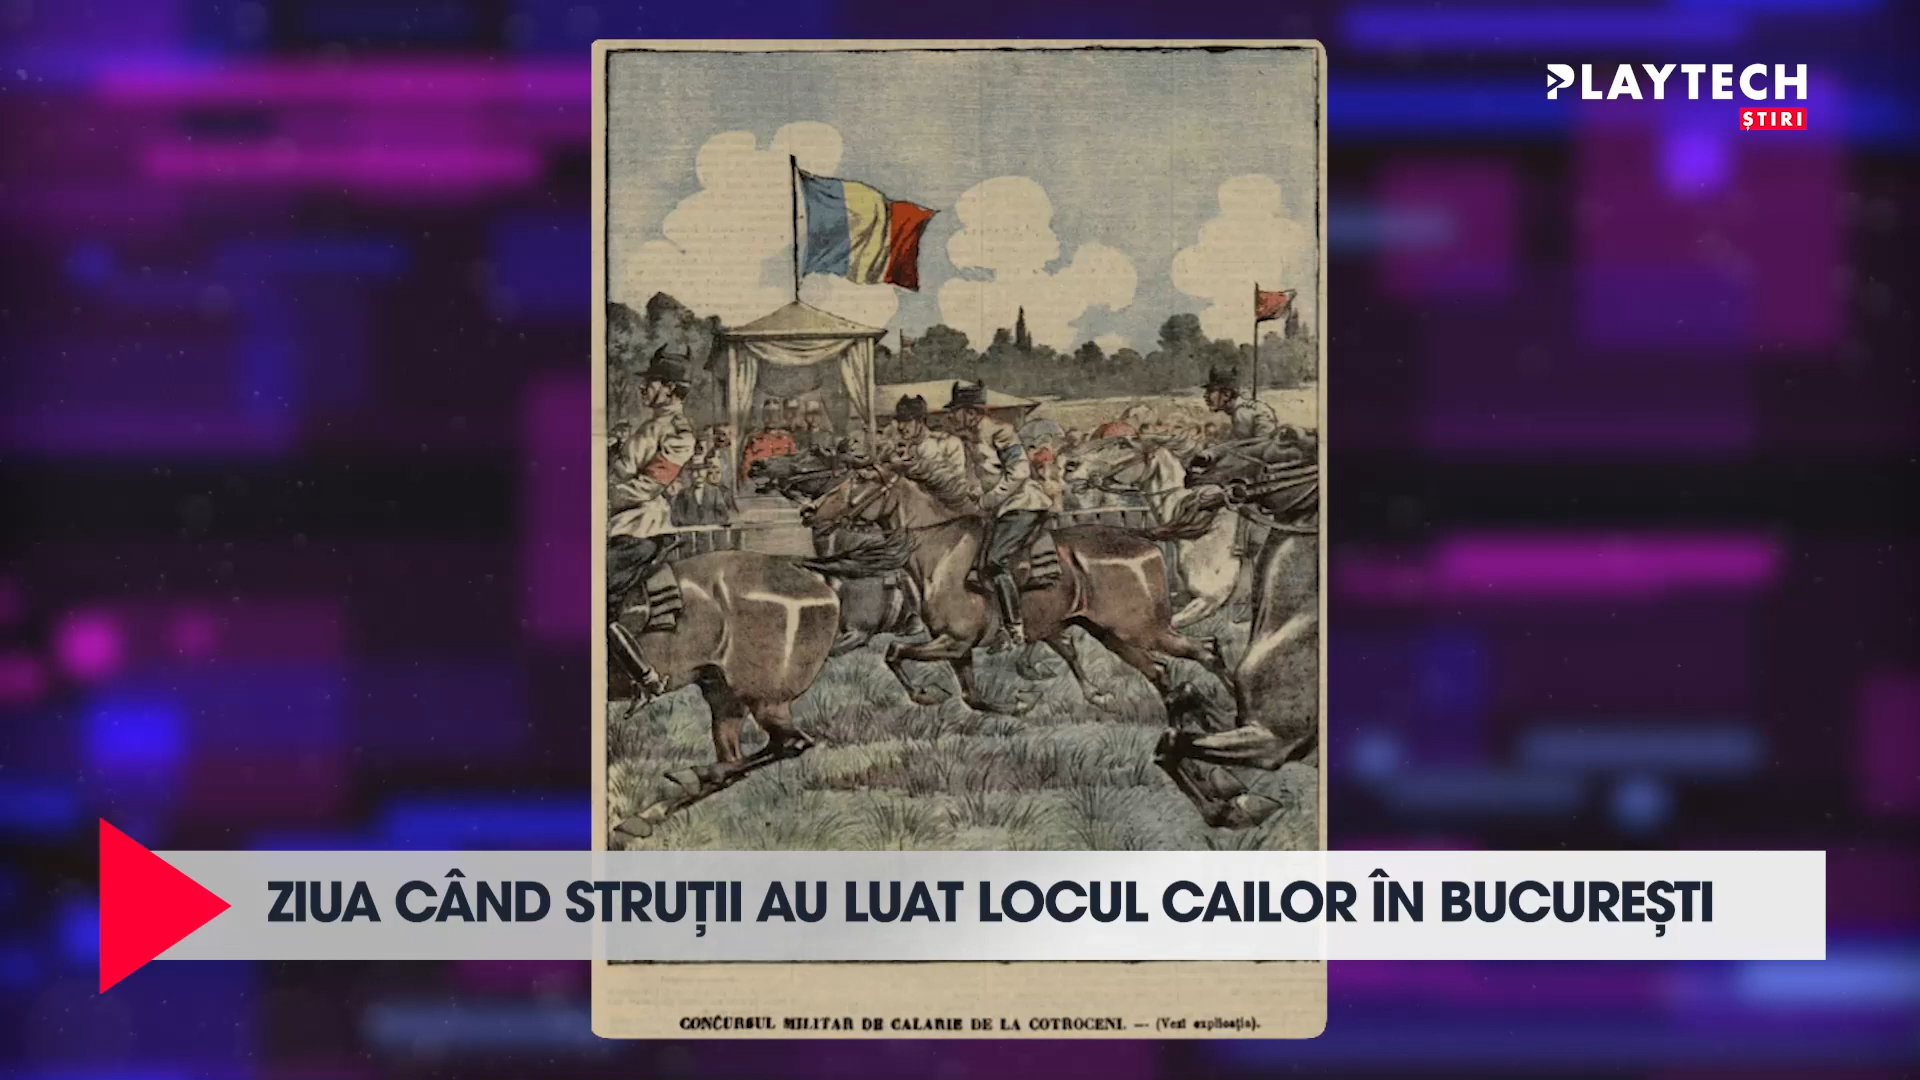 PLAYTECH
ȘTIRI
ZIUA CÂND STRUȚII AU LUAT LOCUL CAILOR ÎN BUCUREȘTI
CONCURSUL MILITAR DE CALARIE DE LA COTROCENI. — (Vezi explicația).